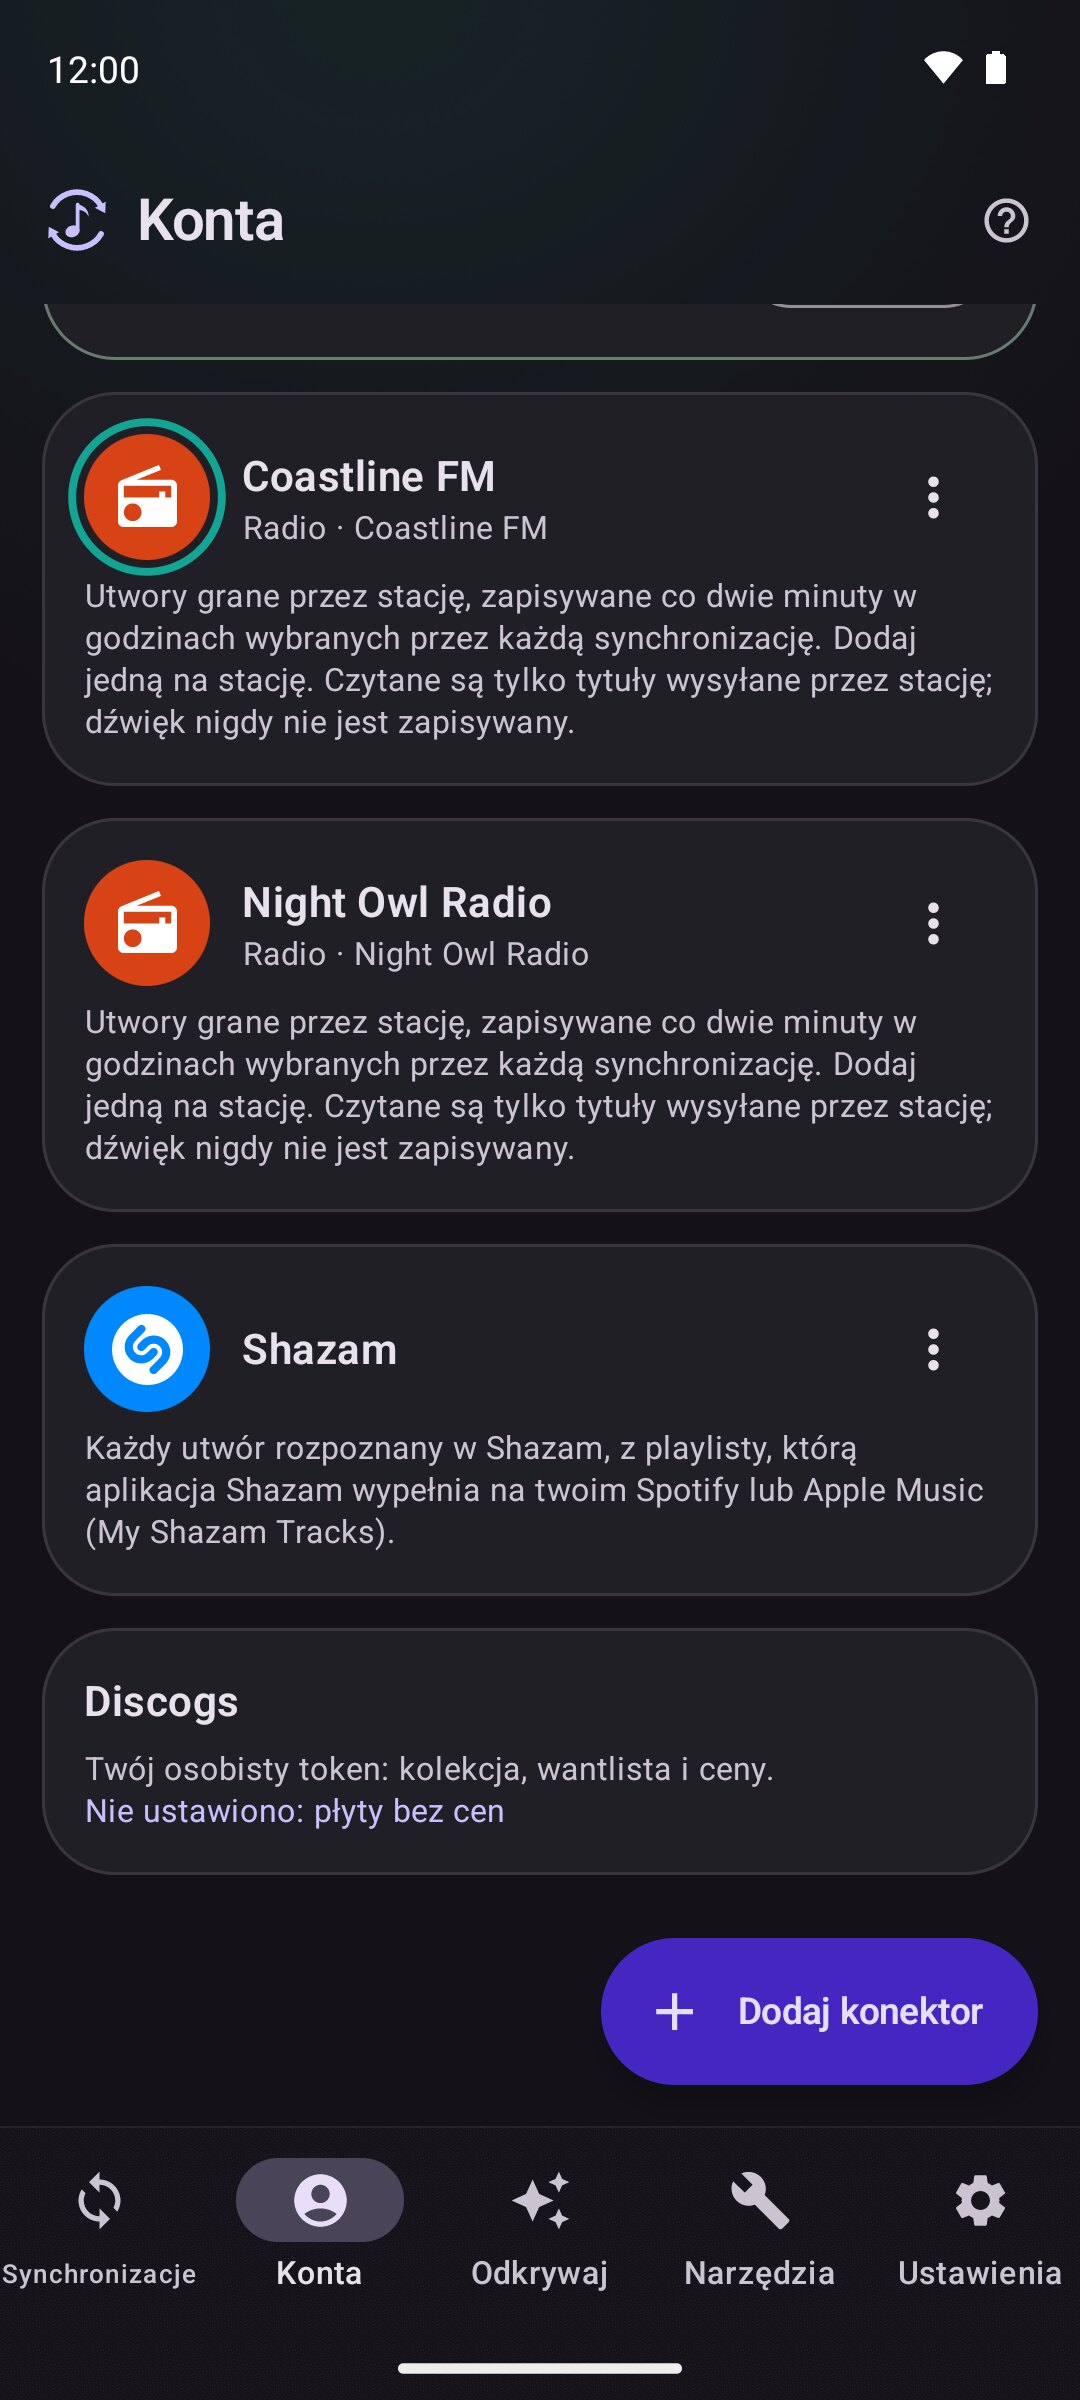 12:00
Konta
Coastline FM
Radio · Coastline FM
Utwory grane przez stację, zapisywane co dwie minuty w
godzinach wybranych przez każdą synchronizację. Dodaj
jedną na stację. Czytane są tylko tytuły wysyłane przez stację;
dźwięk nigdy nie jest zapisywany.
Night Owl Radio
Radio · Night Owl Radio
Utwory grane przez stację, zapisywane co dwie minuty w
godzinach wybranych przez każdą synchronizację. Dodaj
jedną na stację. Czytane są tylko tytuły wysyłane przez stację;
dźwięk nigdy nie jest zapisywany.
Shazam
Każdy utwór rozpoznany w Shazam, z playlisty, którą
aplikacja Shazam wypełnia na twoim Spotify lub Apple Music
(My Shazam Tracks).
Discogs
Twój osobisty token: kolekcja, wantlista i ceny.
Nie ustawiono: płyty bez cen
Dodaj konektor
Synchronizacje
Konta
Odkrywaj
Narzędzia
Ustawienia